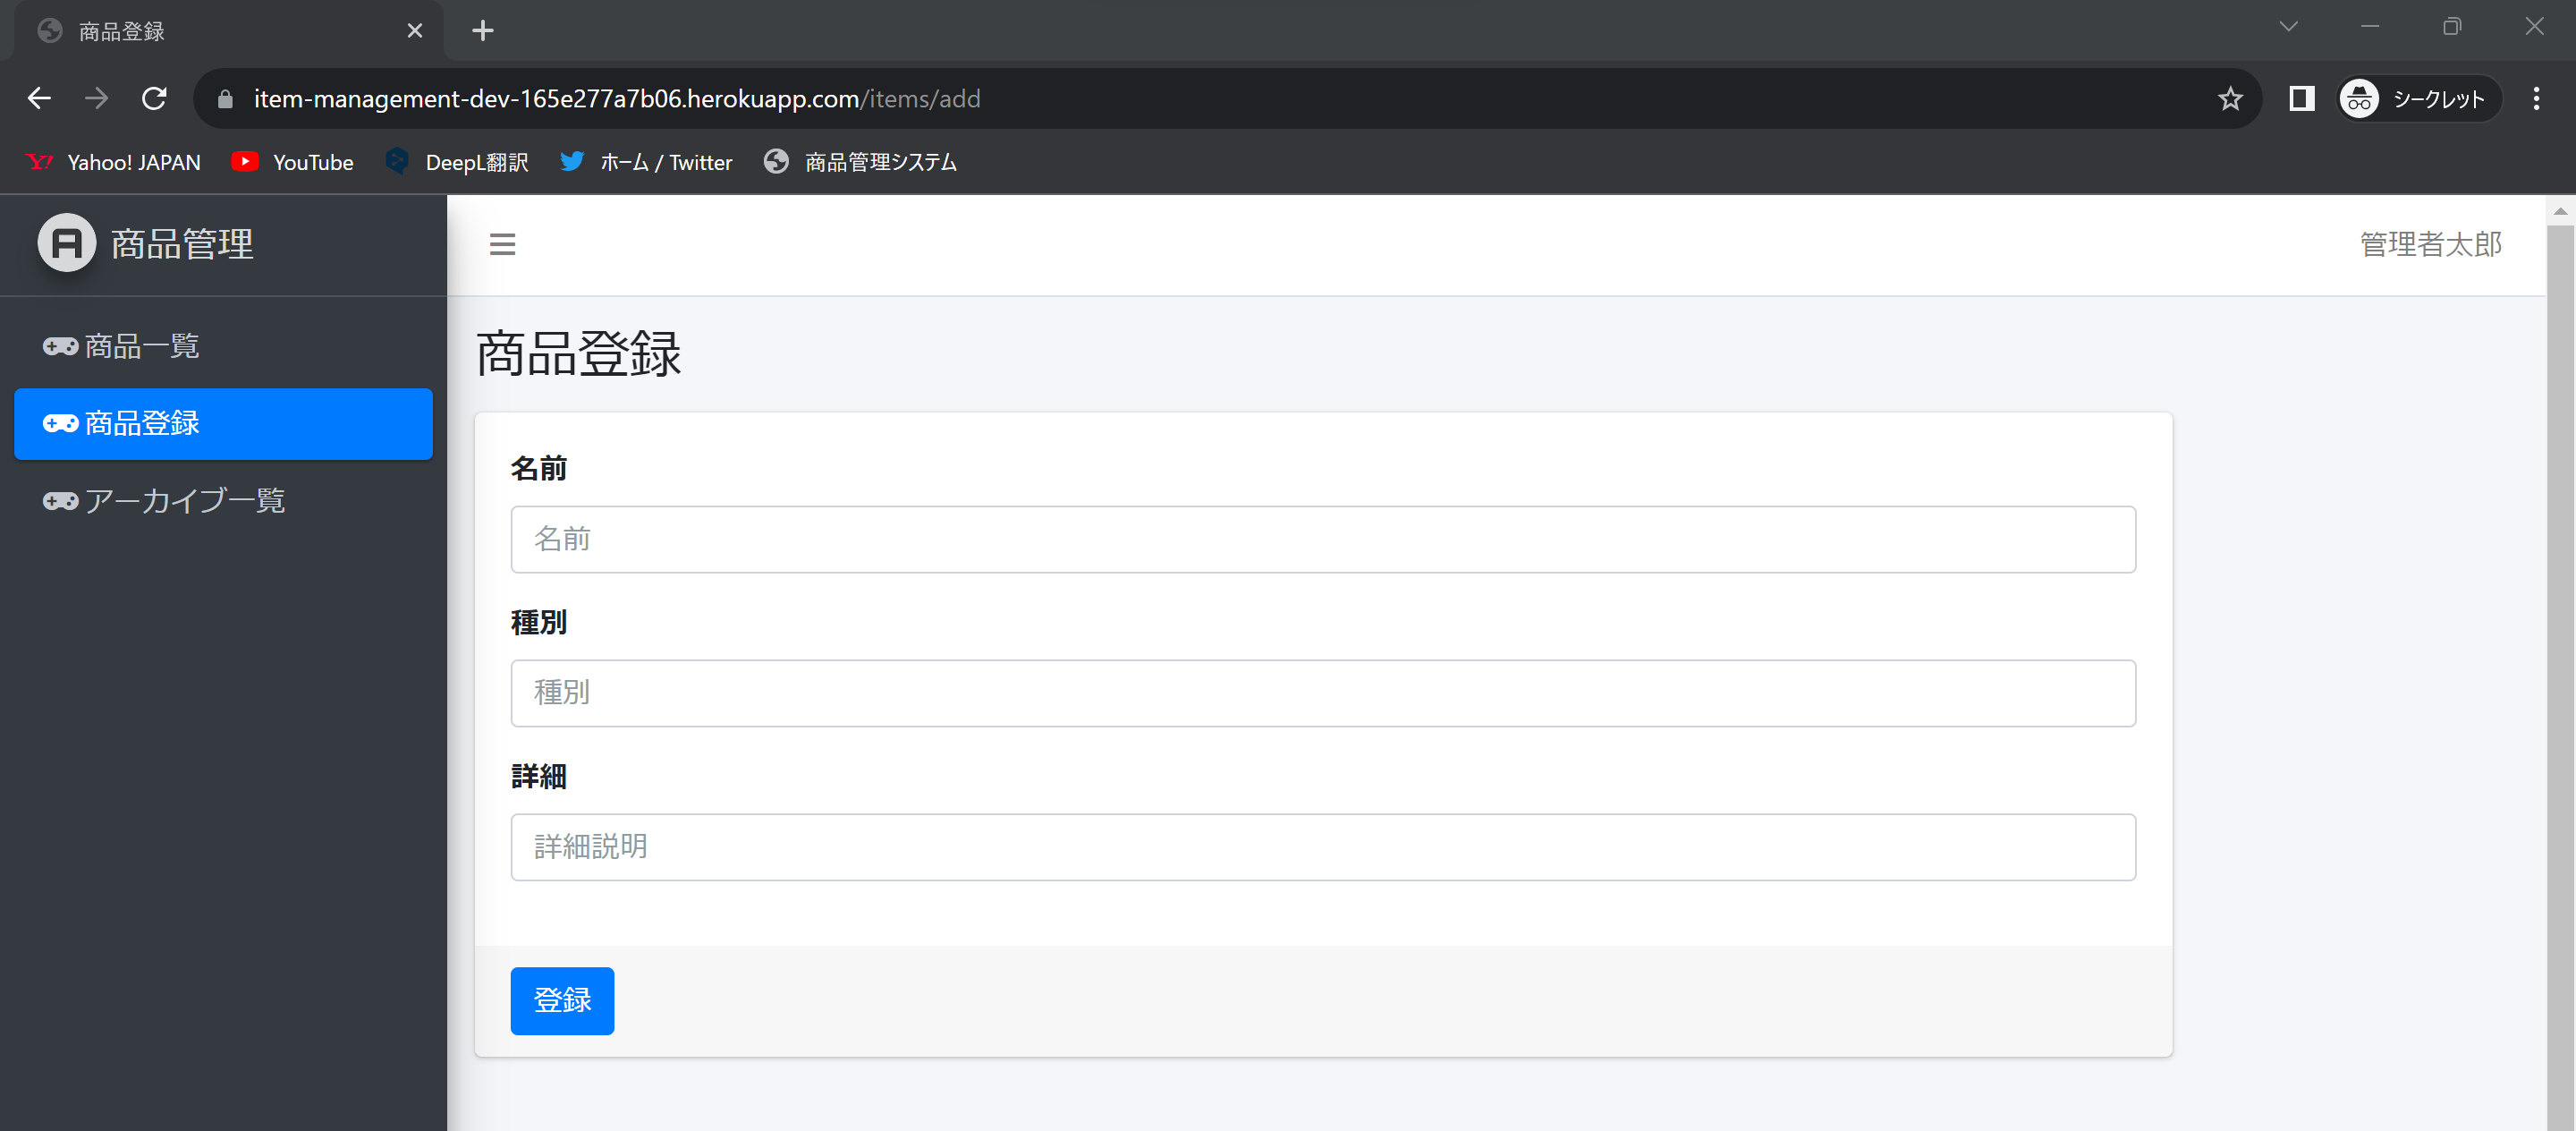 商品登録
item-management-dev-165e277a7b06.herokuapp.com/items/add
シークレット
Yahoo! JAPAN
YouTube
DeepL翻訳
ホーム / Twitter
商品管理システム
商品管理
管理者太郎
商品一覧
商品登録
アーカイブ一覧
商品登録
名前
名前
種別
種別
詳細
詳細説明
登録